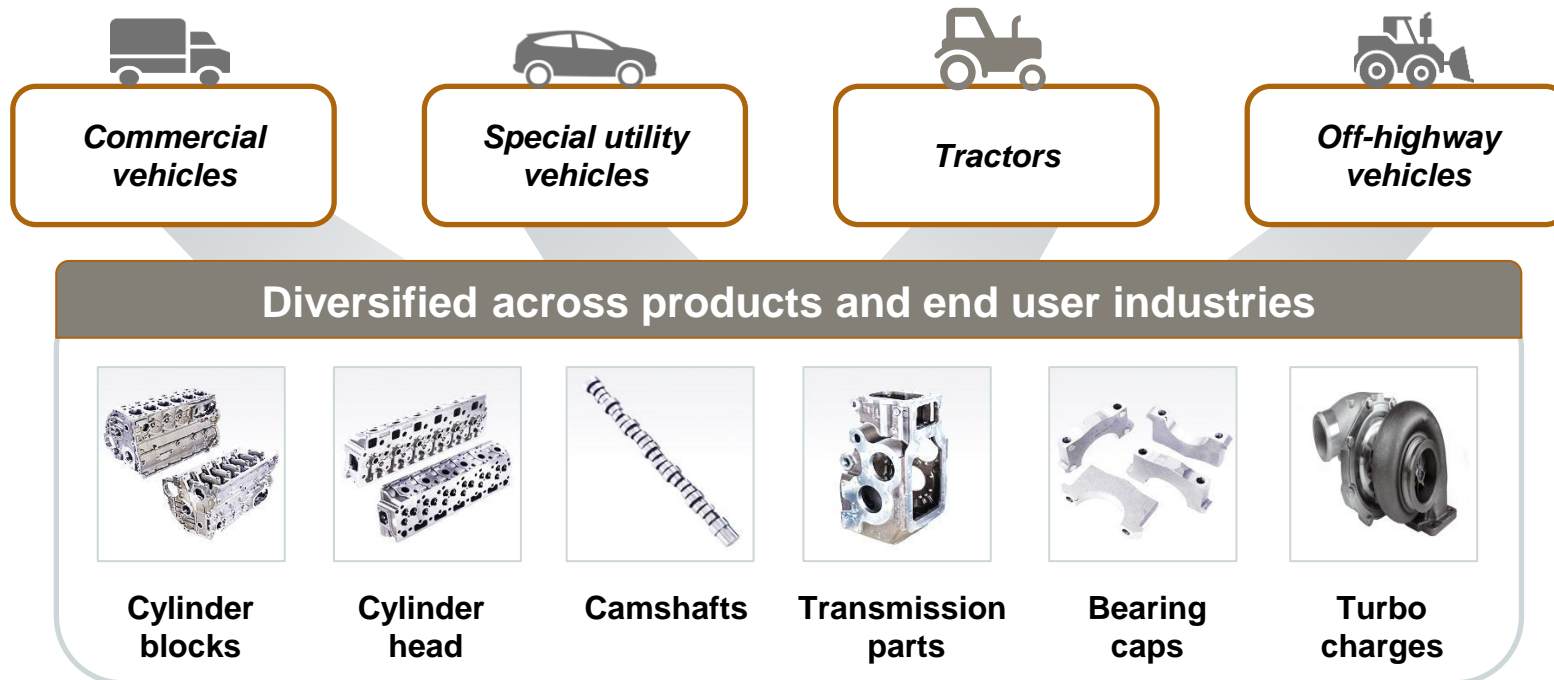 Commercial
vehicles
Special utility
vehicles
Tractors
Off-highway
vehicles
Diversified across products and end user industries
Cylinder
blocks
Cylinder
head
Camshafts
Transmission
parts
Bearing
caps
Turbo
charges